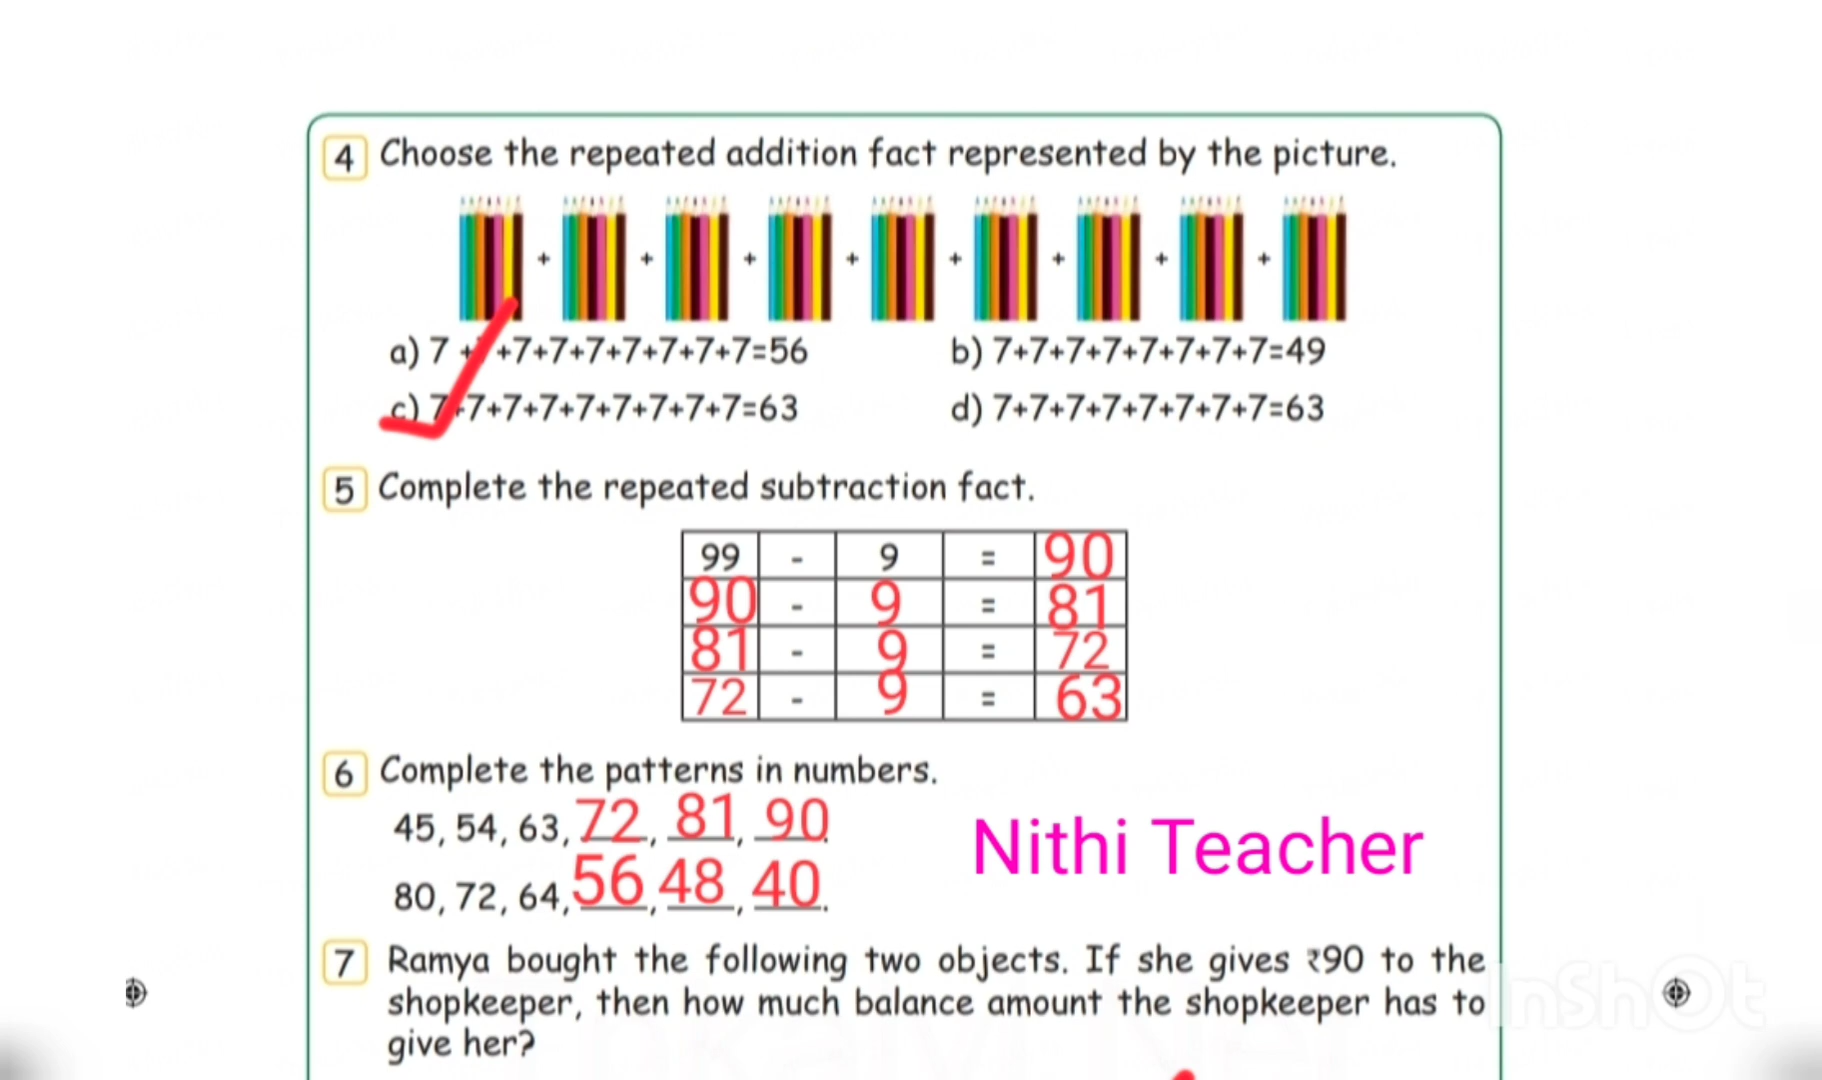 4 Choose the repeated addition fact represented by the picture.
+ + + + + + + +
a) 7 +7+7+7+7+7+7+7+7=56 b) 7+7+7+7+7+7+7+7=49
c) 7+7+7+7+7+7+7+7+7=63 d) 7+7+7+7+7+7+7+7=63
5 Complete the repeated subtraction fact.
99 - 9 = 90
90 - 9 = 81
81 - 9 = 72
72 - 9 = 63
6 Complete the patterns in numbers.
45, 54, 63, 72, 81, 90.
80, 72, 64, 56, 48, 40.
Nithi Teacher
7 Ramya bought the following two objects. If she gives ₹90 to the
shopkeeper, then how much balance amount the shopkeeper has to
give her?
InShOt